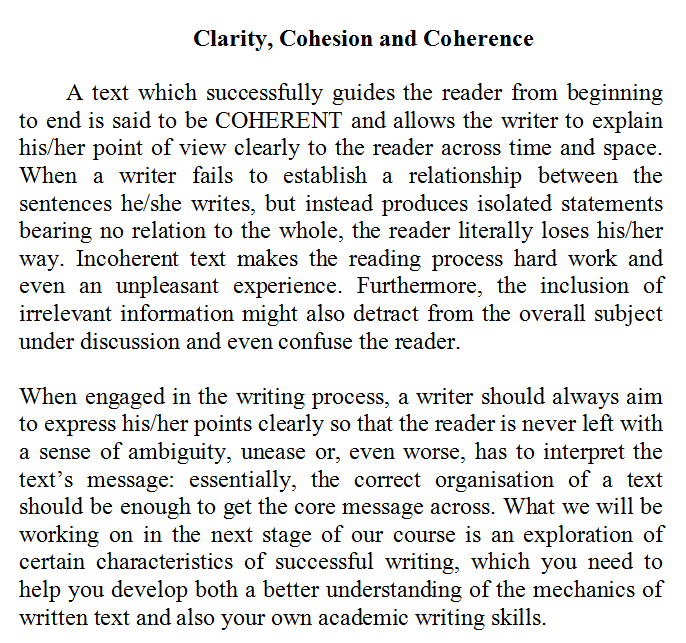 Clarity, Cohesion and Coherence
A text which successfully guides the reader from beginning
to end is said to be COHERENT and allows the writer to explain
his/her point of view clearly to the reader across time and space.
When a writer fails to establish a relationship between the
sentences he/she writes, but instead produces isolated statements
bearing no relation to the whole, the reader literally loses his/her
way. Incoherent text makes the reading process hard work and
even an unpleasant experience. Furthermore, the inclusion of
irrelevant information might also detract from the overall subject
under discussion and even confuse the reader.
When engaged in the writing process, a writer should always aim
to express his/her points clearly so that the reader is never left with
a sense of ambiguity, unease or, even worse, has to interpret the
text’s message: essentially, the correct organisation of a text
should be enough to get the core message across. What we will be
working on in the next stage of our course is an exploration of
certain characteristics of successful writing, which you need to
help you develop both a better understanding of the mechanics of
written text and also your own academic writing skills.